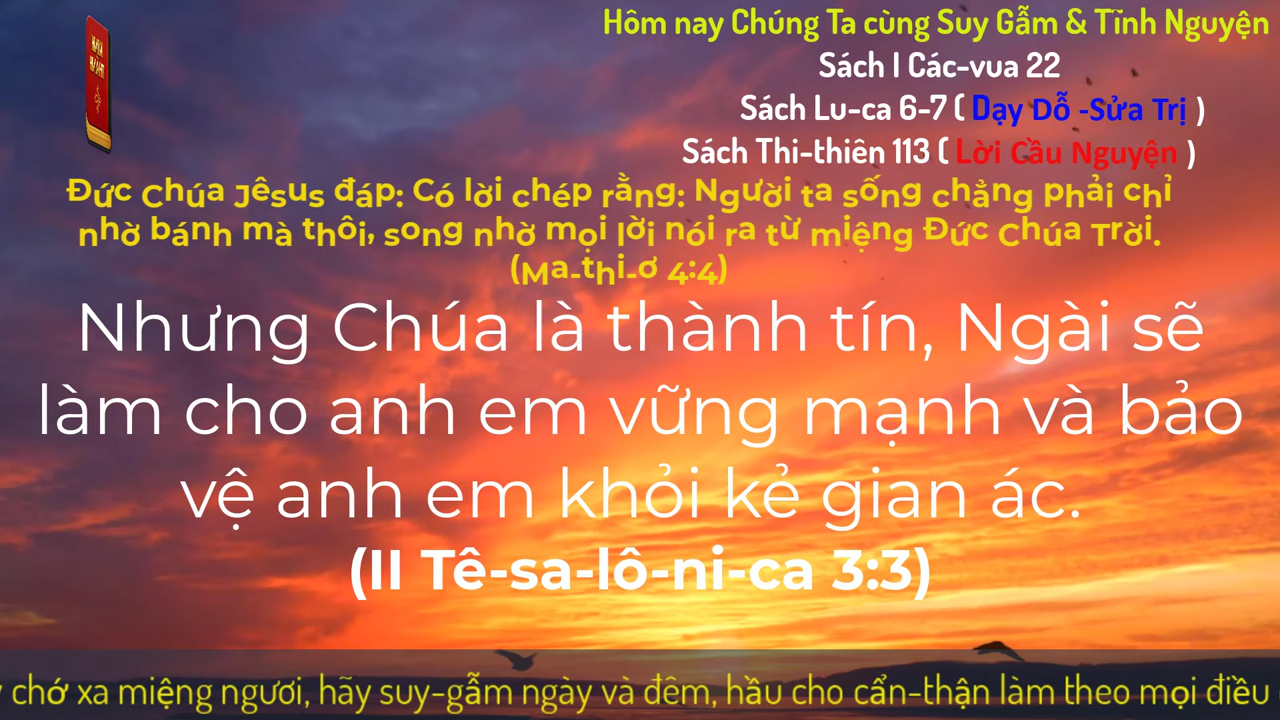 Hôm nay Chúng Ta cùng Suy Gẫm & Tĩnh Nguyện
Sách I Các-vua 22
Sách Lu-ca 6-7 ( Dạy Dỗ -Sửa Trị )
Sách Thi-thiên 113 ( Lời Cầu Nguyện )
Đức Chúa Jêsus đáp: Có lời chép rằng: Người ta sống chẳng phải chỉ
nhờ bánh mà thôi, song nhờ mọi lời nói ra từ miệng Đức Chúa Trời.
(Ma-thi-ơ 4:4)
Nhưng Chúa là thành tín, Ngài sẽ
làm cho anh em vững mạnh và bảo
vệ anh em khỏi kẻ gian ác.
(II Tê-sa-lô-ni-ca 3:3)
chớ xa miệng ngươi, hãy suy-gẫm ngày và đêm, hầu cho cẩn-thận làm theo mọi điều